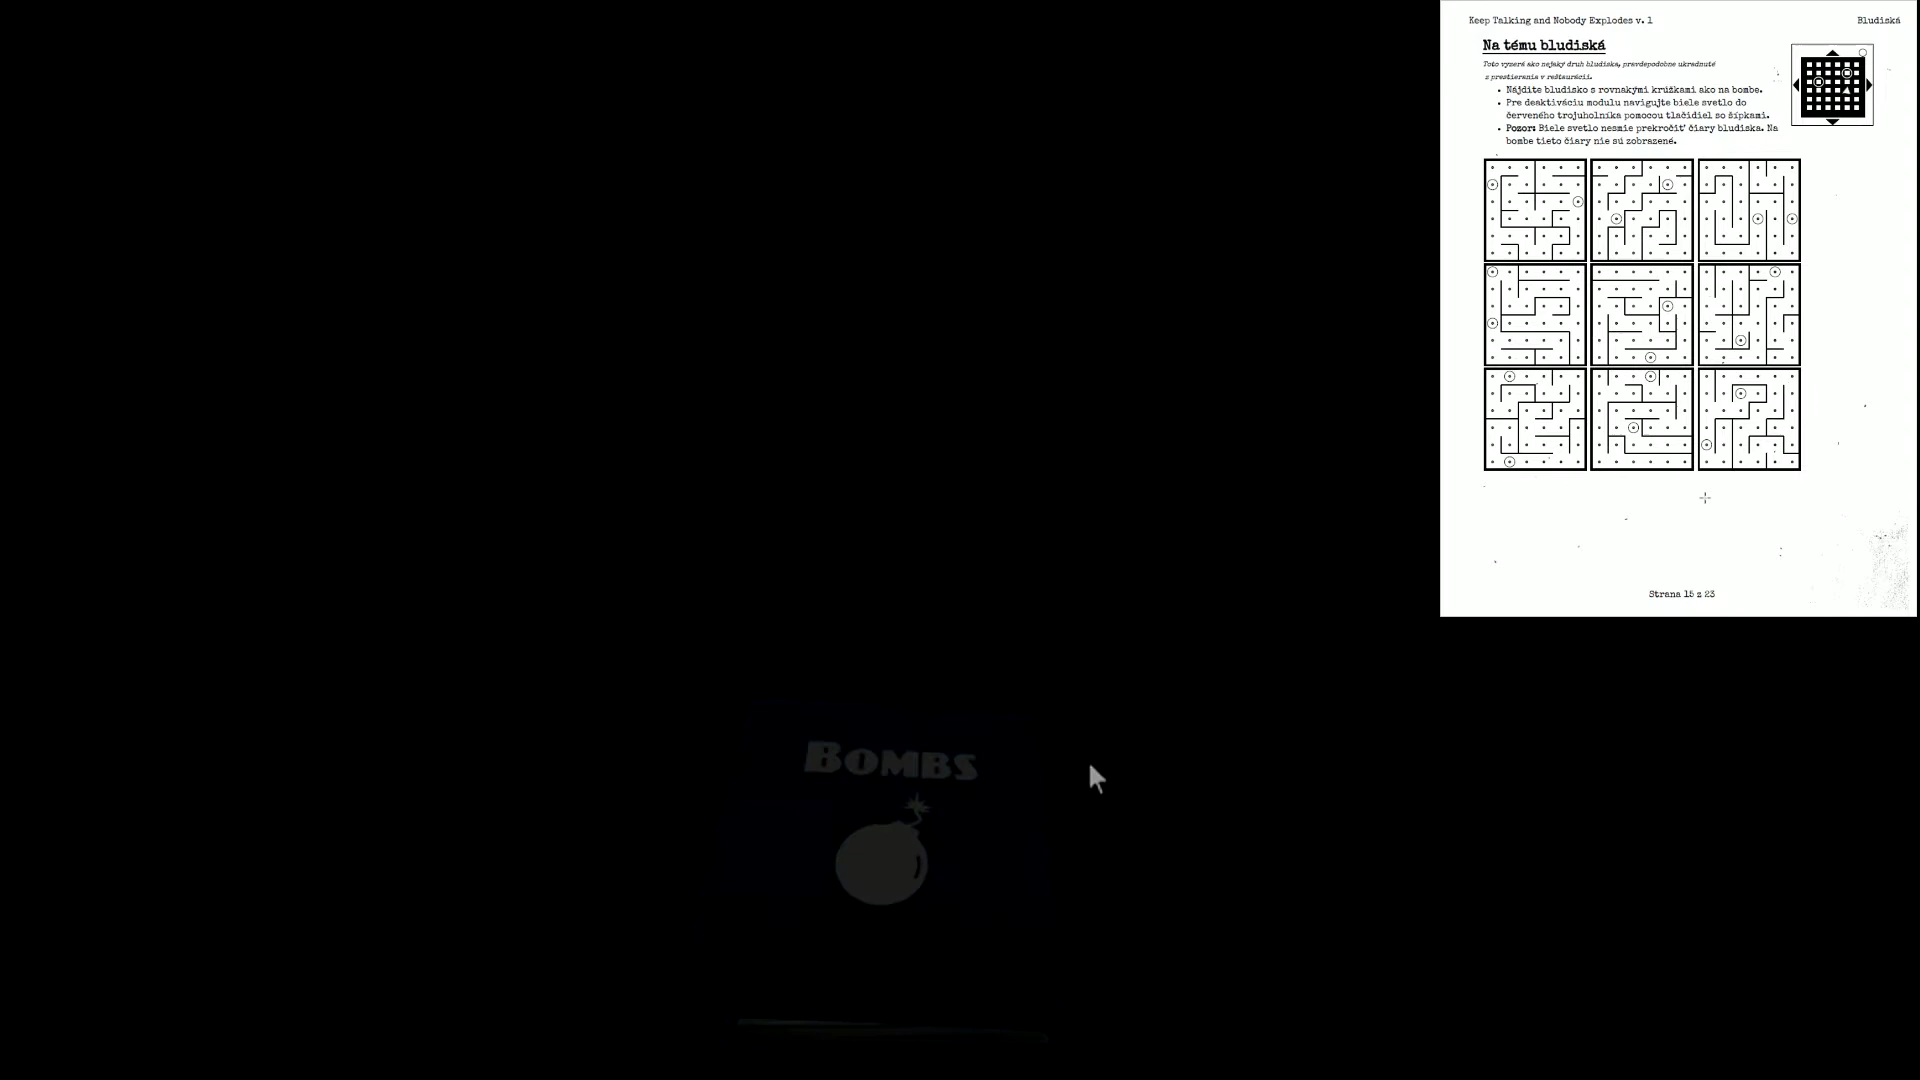 Keep Talking and Nobody Explodes v. 1
Bludiská
Na tému bludiská
Toto vyzerá ako nejaký druh bludiska, pravdepodobne ukradnuté
z prestierania v reštaurácii.
• Nájdite bludisko s rovnakými krúžkami ako na bombe.
• Pre deaktiváciu modulu navigujte biele svetlo do
červeného trojuholníka pomocou tlačidiel so šípkami.
• Pozor: Biele svetlo nesmie prekročiť čiary bludiska. Na
bombe tieto čiary nie sú zobrazené.
Strana 15 z 23
BOMBS